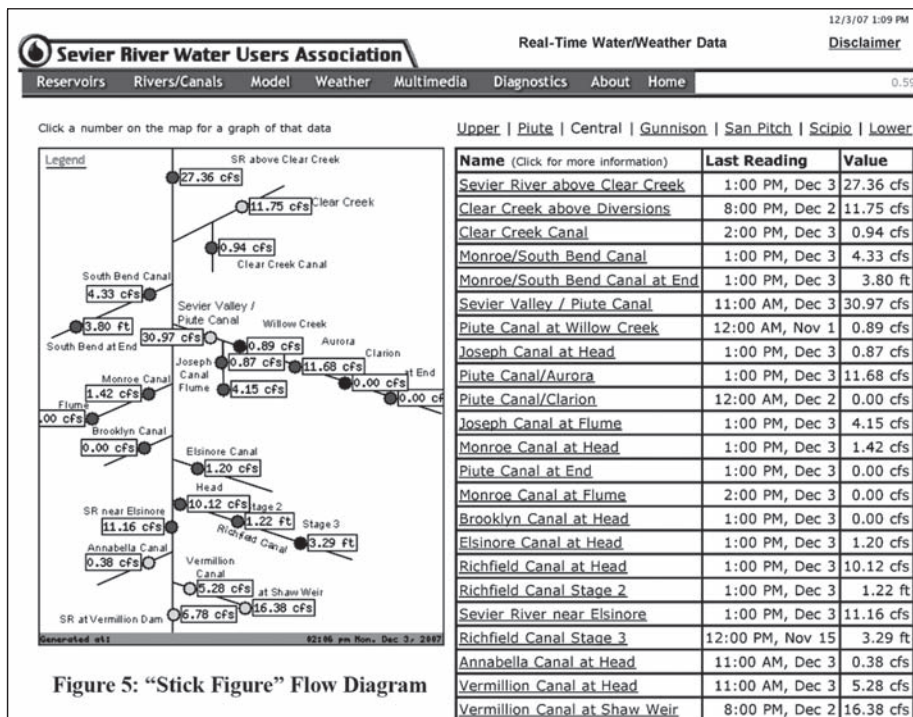 12/3/07 1:09 PM
Sevier River Water Users Association
Real-Time Water/Weather Data
Disclaimer
Reservoirs Rivers/Canals Model Weather Multimedia Diagnostics About Home
0.59
Click a number on the map for a graph of that data
Legend
SR above Clear Creek
27.36 cfs
11.75 cfs Clear Creek
0.94 cfs
Clear Creek Canal
South Bend Canal
4.33 cfs
3.80 ft
South Bend at End
Sevier Valley /
Piute Canal
30.97 cfs
Willow Creek
0.89 cfs
Aurora
Joseph
Canal
0.87 cfs
11.68 cfs
Clarion
0.00 cfs
at End
0.00 cf
Flume
4.15 cfs
Monroe Canal
1.42 cfs
Flume
.00 cfs
Brooklyn Canal
0.00 cfs
Elsinore Canal
1.20 cfs
Head
10.12 cfs
Stage 2
1.22 ft
Richfield Canal
Stage 3
3.29 ft
SR near Elsinore
11.16 cfs
Annabella Canal
0.38 cfs
Vermillion
Canal
5.28 cfs
at Shaw Weir
16.38 cfs
SR at Vermillion Dam
6.78 cfs
Generated at: 02:06 pm Mon. Dec 3, 2007
Figure 5: “Stick Figure” Flow Diagram
Upper | Piute | Central | Gunnison | San Pitch | Scipio | Lower
Name (Click for more information) Last Reading Value
Sevier River above Clear Creek 1:00 PM, Dec 3 27.36 cfs
Clear Creek above Diversions 8:00 PM, Dec 2 11.75 cfs
Clear Creek Canal 2:00 PM, Dec 3 0.94 cfs
Monroe/South Bend Canal 1:00 PM, Dec 3 4.33 cfs
Monroe/South Bend Canal at End 1:00 PM, Dec 3 3.80 ft
Sevier Valley / Piute Canal 11:00 AM, Dec 3 30.97 cfs
Piute Canal at Willow Creek 12:00 AM, Nov 1 0.89 cfs
Joseph Canal at Head 1:00 PM, Dec 3 0.87 cfs
Piute Canal/Aurora 1:00 PM, Dec 3 11.68 cfs
Piute Canal/Clarion 12:00 AM, Dec 2 0.00 cfs
Joseph Canal at Flume 1:00 PM, Dec 3 4.15 cfs
Monroe Canal at Head 1:00 PM, Dec 3 1.42 cfs
Piute Canal at End 1:00 PM, Dec 3 0.00 cfs
Monroe Canal at Flume 2:00 PM, Dec 3 0.00 cfs
Brooklyn Canal at Head 1:00 PM, Dec 3 0.00 cfs
Elsinore Canal at Head 1:00 PM, Dec 3 1.20 cfs
Richfield Canal at Head 1:00 PM, Dec 3 10.12 cfs
Richfield Canal Stage 2 1:00 PM, Dec 3 1.22 ft
Sevier River near Elsinore 1:00 PM, Dec 3 11.16 cfs
Richfield Canal Stage 3 12:00 PM, Nov 15 3.29 ft
Annabella Canal at Head 11:00 AM, Dec 3 0.38 cfs
Vermillion Canal at Head 11:00 AM, Dec 3 5.28 cfs
Vermillion Canal at Shaw Weir 8:00 PM, Dec 2 16.38 cfs